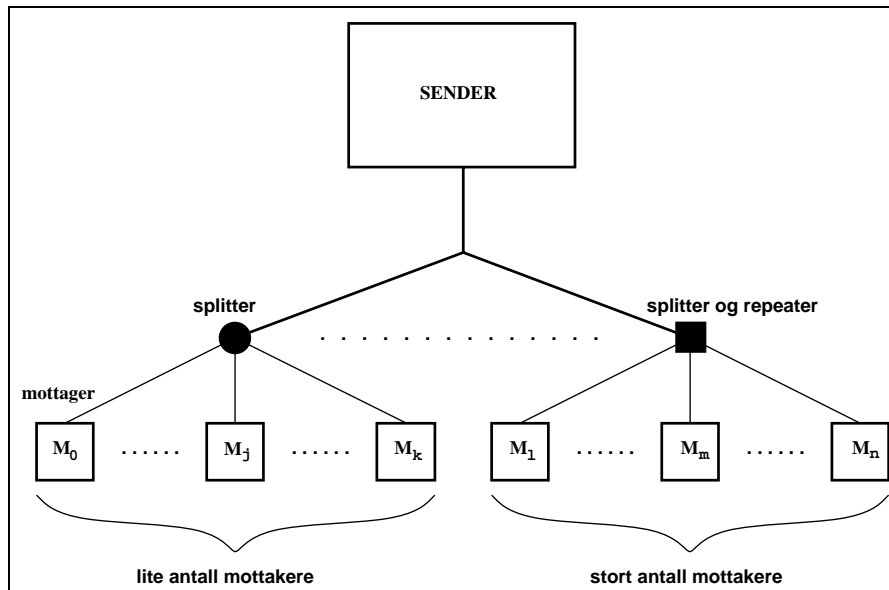 SENDER
splitter
splitter og repeater
mottager
M0 ...... Mj ...... Mk
Ml ...... Mm ...... Mn
lite antall mottakere
stort antall mottakere